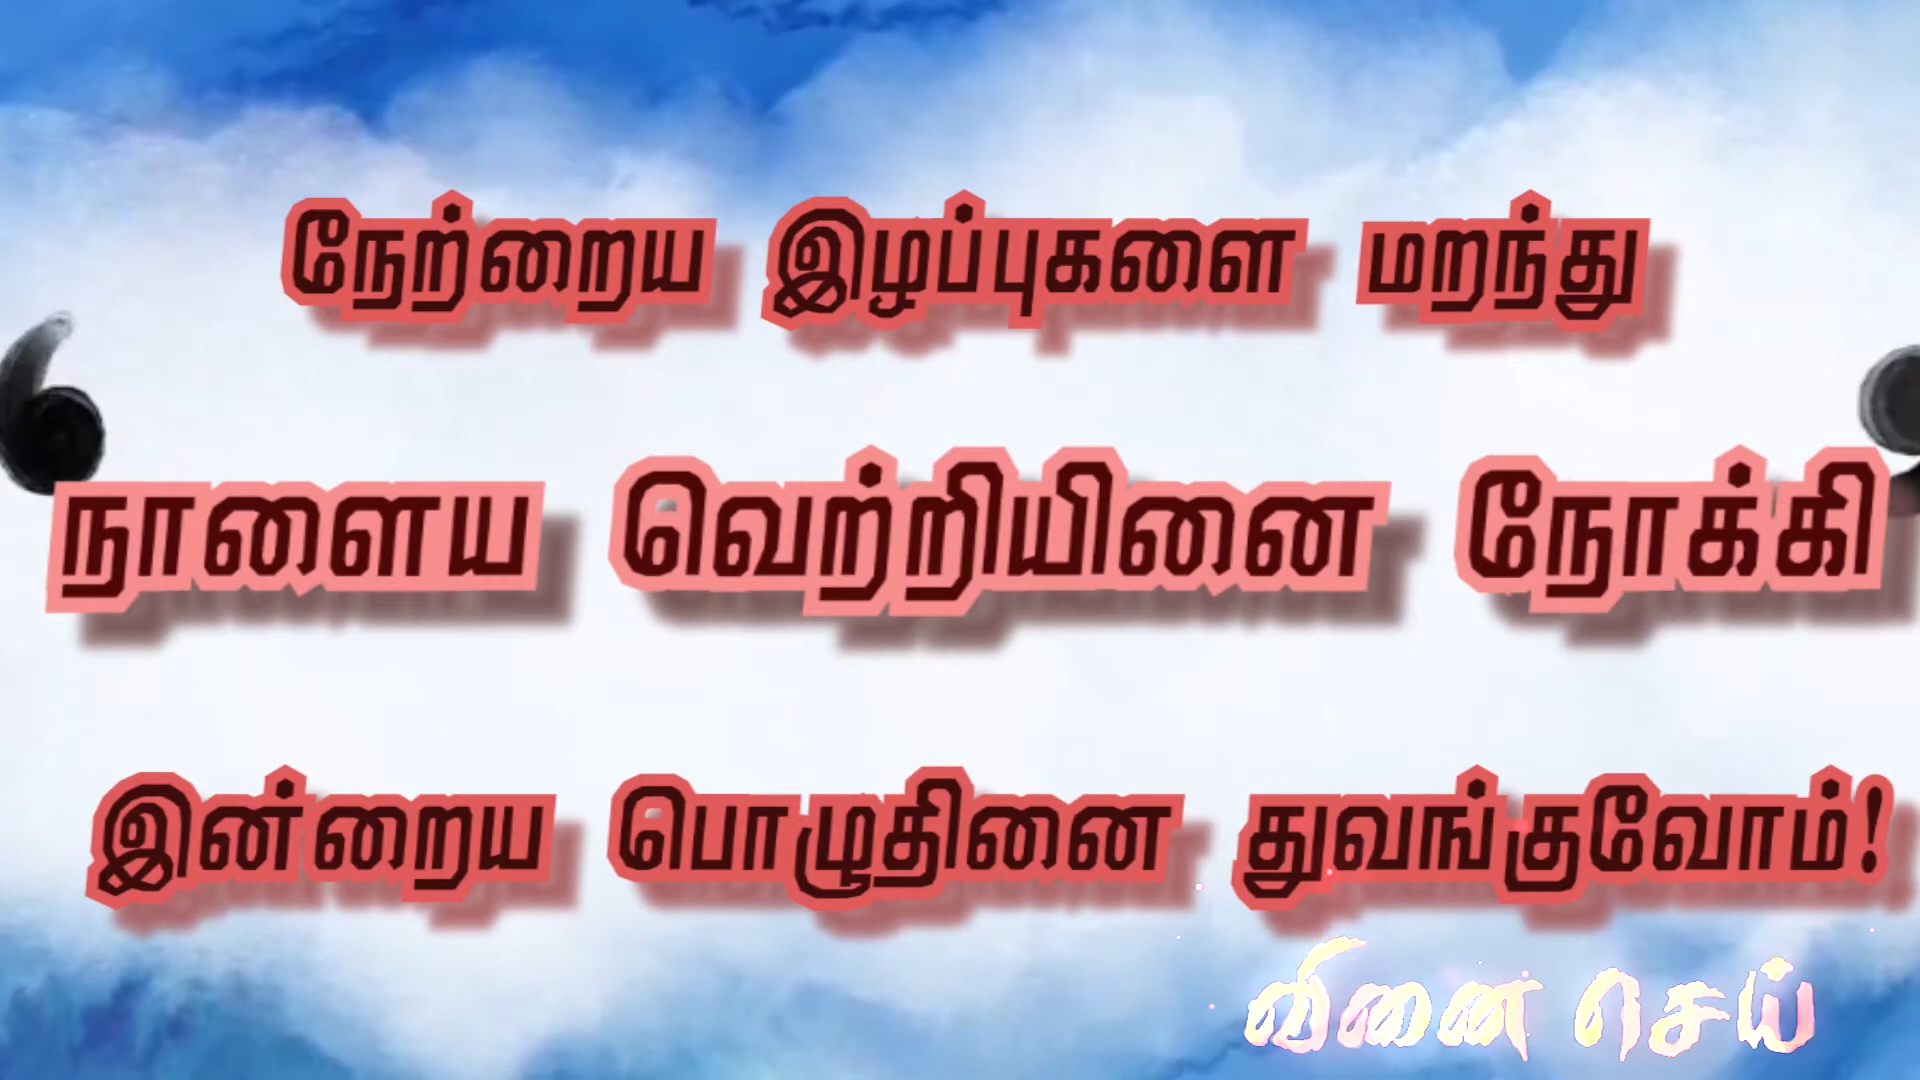 நேற்றைய இழப்புகளை மறந்து
நாளைய வெற்றியினை நோக்கி
இன்றைய பொழுதினை துவங்குவோம்!
வினை செய்